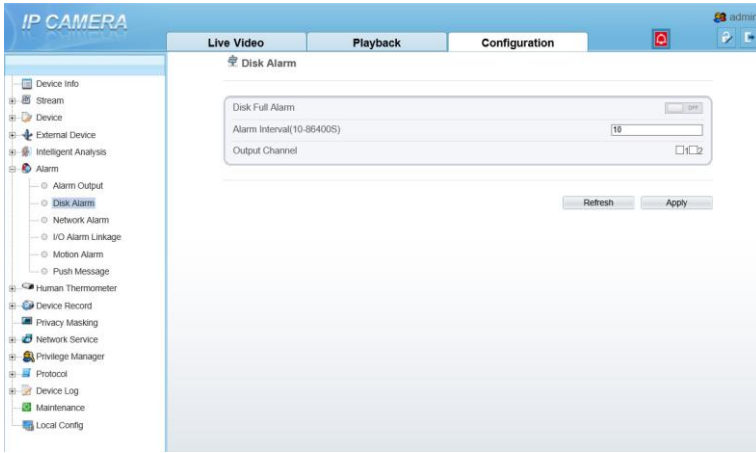 IP CAMERA
admin
Live Video
Playback
Configuration
Disk Alarm
Device Info
Stream
Device
External Device
Intelligent Analysis
Alarm
Alarm Output
Disk Alarm
Network Alarm
I/O Alarm Linkage
Motion Alarm
Push Message
Human Thermometer
Device Record
Privacy Masking
Network Service
Privilege Manager
Protocol
Device Log
Maintenance
Local Config
Disk Full Alarm
OFF
Alarm Interval(10-86400S)
10
Output Channel
1 2
Refresh
Apply